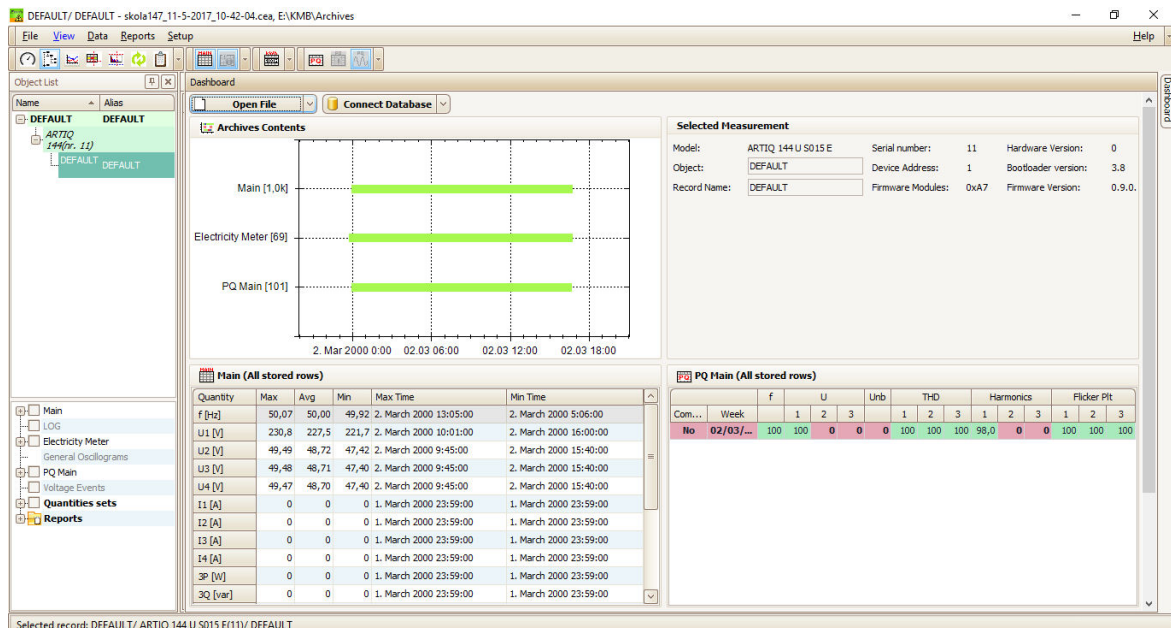 DEFAULT/ DEFAULT - skola147_11-5-2017_10-42-04.cea, E:\KMB\Archives
File View Data Reports Setup Help
Object List
Name Alias
DEFAULT DEFAULT
ARTIQ
144(nr. 11)
DEFAULT DEFAULT
Main
LOG
Electricity Meter
General Oscillograms
PQ Main
Voltage Events
Quantities sets
Reports
Dashboard
Dashboard
Open File Connect Database
Archives Contents
Main [1,0k]
Electricity Meter [69]
PQ Main [101]
2. Mar 2000 0:00 02.03 06:00 02.03 12:00 02.03 18:00
Selected Measurement
Model: ARTIQ 144 U S015 E Serial number: 11 Hardware Version: 0
Object: DEFAULT Device Address: 1 Bootloader version: 3.8
Record Name: DEFAULT Firmware Modules: 0xA7 Firmware Version: 0.9.0.
Main (All stored rows)
Quantity Max Avg Min Max Time Min Time
f [Hz] 50,07 50,00 49,92 2. March 2000 13:05:00 2. March 2000 5:06:00
U1 [V] 230,8 227,5 221,7 2. March 2000 10:01:00 2. March 2000 16:00:00
U2 [V] 49,49 48,72 47,42 2. March 2000 9:45:00 2. March 2000 15:40:00
U3 [V] 49,48 48,71 47,40 2. March 2000 9:45:00 2. March 2000 15:40:00
U4 [V] 49,47 48,70 47,40 2. March 2000 9:45:00 2. March 2000 15:40:00
I1 [A] 0 0 0 1. March 2000 23:59:00 1. March 2000 23:59:00
I2 [A] 0 0 0 1. March 2000 23:59:00 1. March 2000 23:59:00
I3 [A] 0 0 0 1. March 2000 23:59:00 1. March 2000 23:59:00
I4 [A] 0 0 0 1. March 2000 23:59:00 1. March 2000 23:59:00
3P [W] 0 0 0 1. March 2000 23:59:00 1. March 2000 23:59:00
3Q [var] 0 0 0 1. March 2000 23:59:00 1. March 2000 23:59:00
PQ Main (All stored rows)
f U Unb THD Harmonics Flicker Plt
Com... Week 1 2 3 1 2 3 1 2 3 1 2 3
No 02/03/... 100 100 0 0 0 100 100 100 98,0 0 0 100 100 100
Selected record: DEFAULT/ ARTIQ 144 U S015 E(11)/ DEFAULT